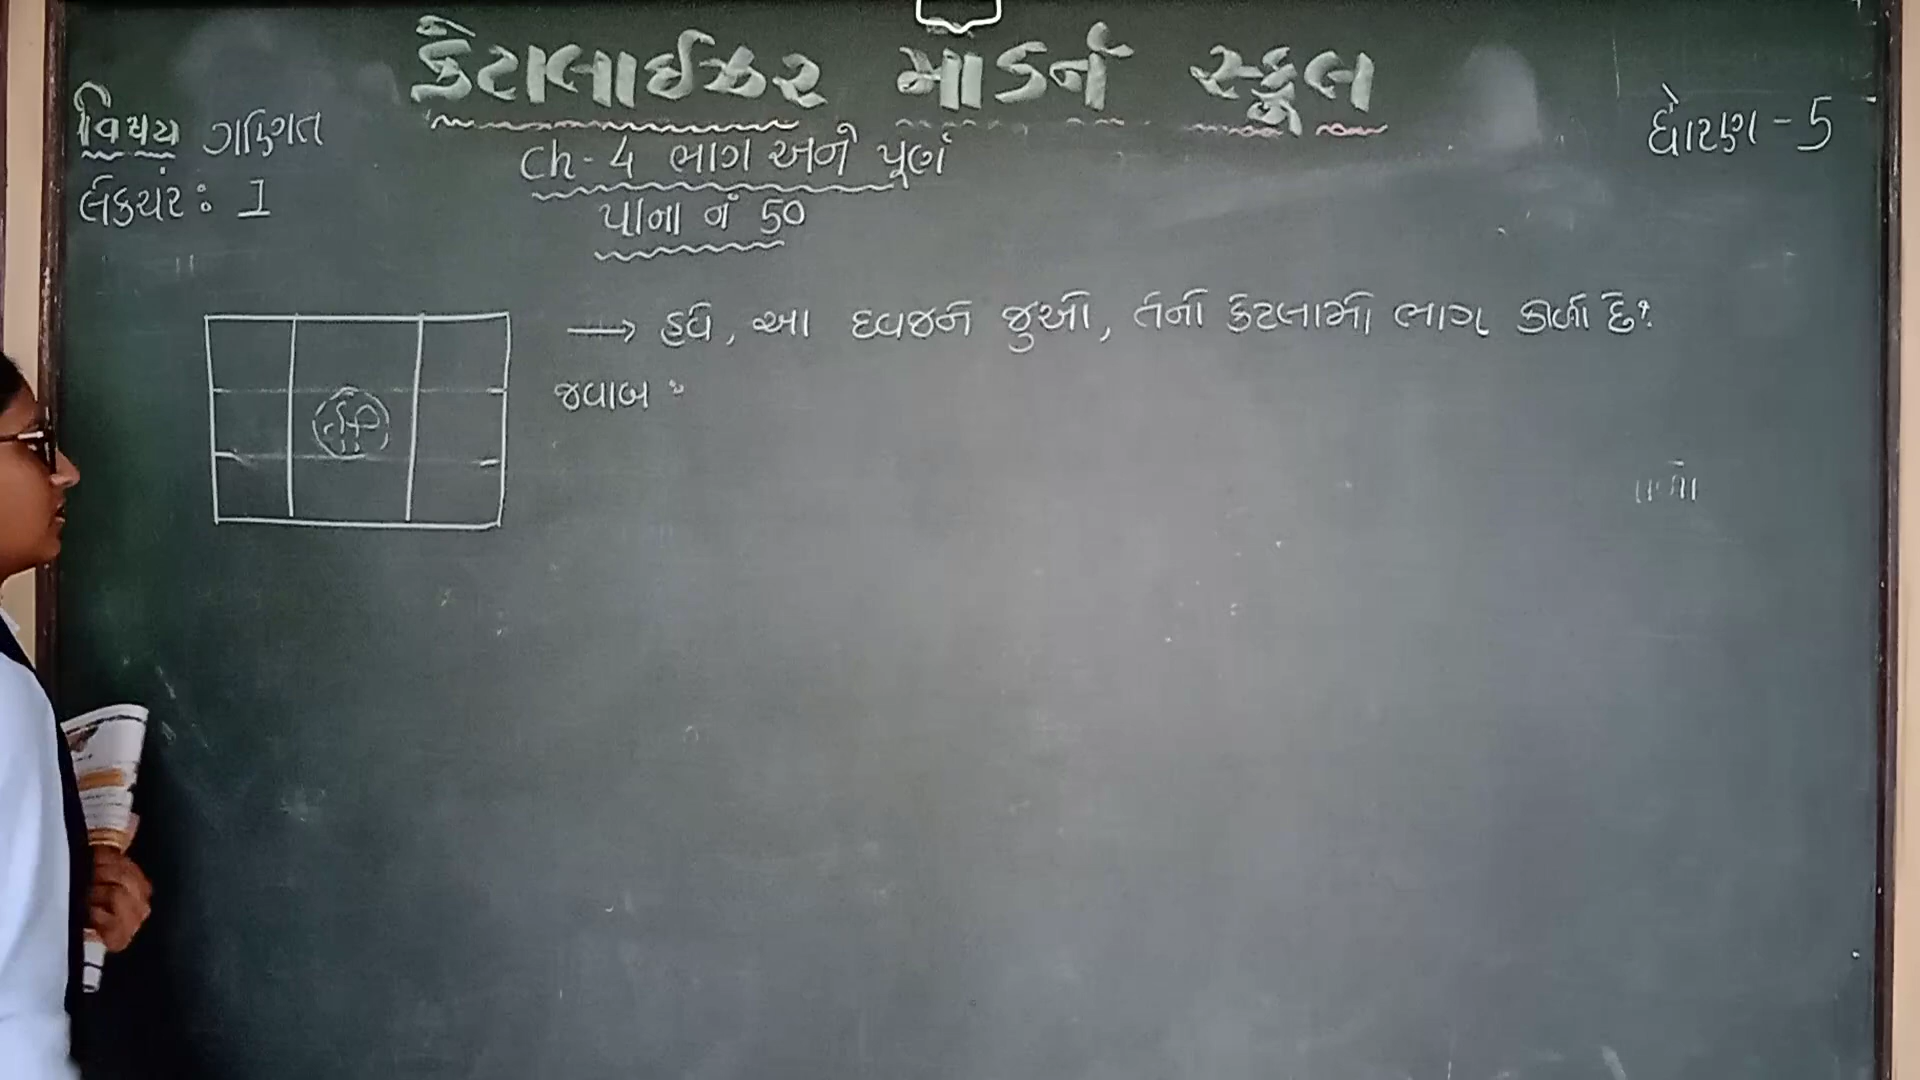 કેટલાઈઝર મોડર્ન સ્કૂલ
વિષય ગણિત
ધોરણ - 5
ch - 4 ભાગ અને પૂર્ણ
લેકચર : 1
પાના નં 50
→ હવે, આ ધ્વજને જુઓ, તેનો કેટલામો ભાગ કાળો છે?
જવાબ :